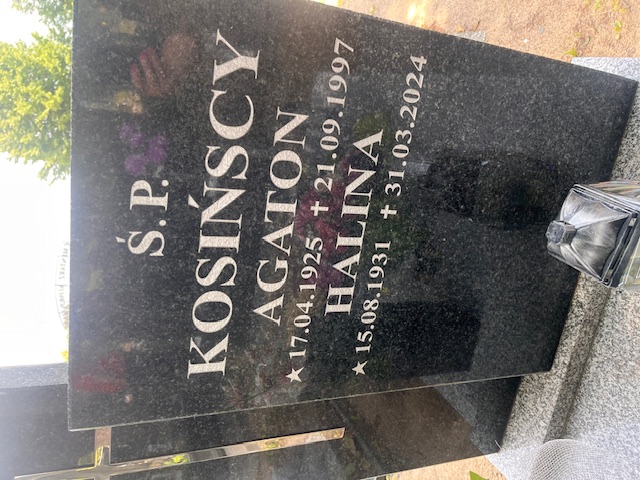 Ś.P.
KOSIŃSCY
AGATON
★17.04.1925 ✝21.09.1997
HALINA
★15.08.1931 ✝31.03.2024